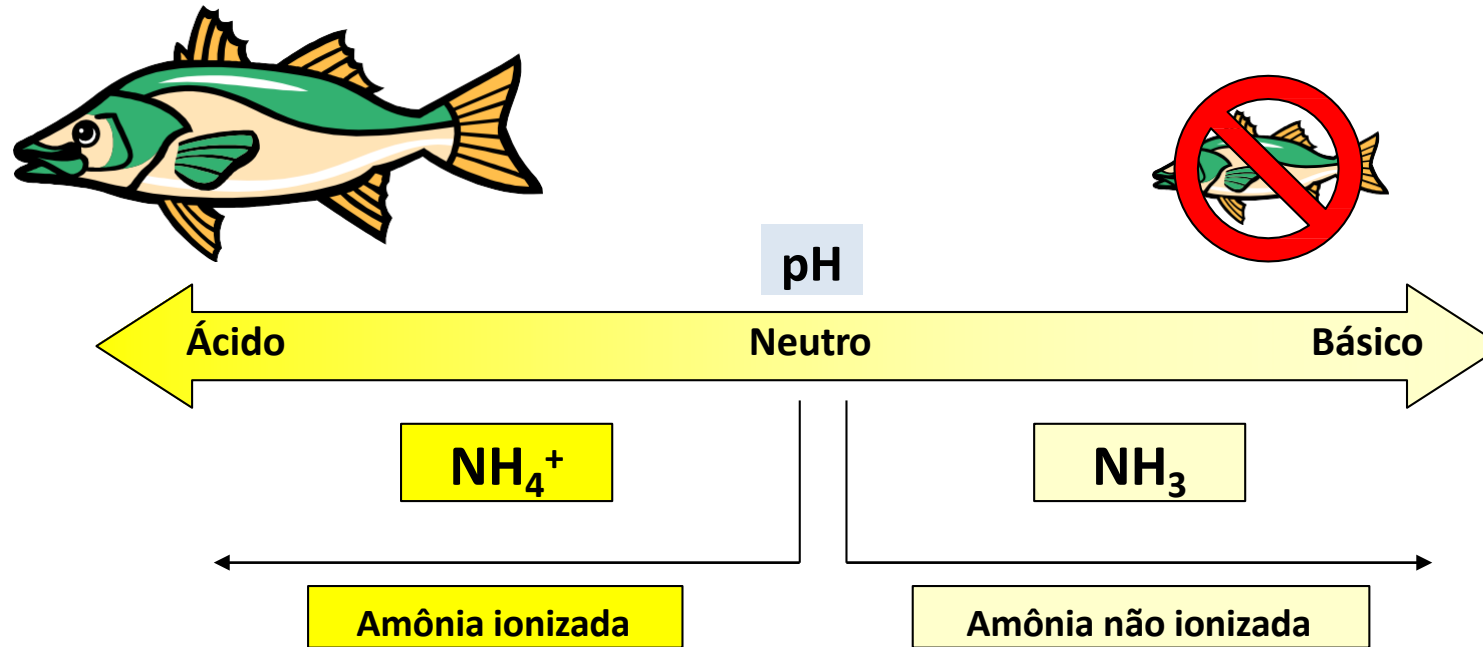 pH
Ácido Neutro Básico
NH₄⁺ NH₃
Amônia ionizada Amônia não ionizada